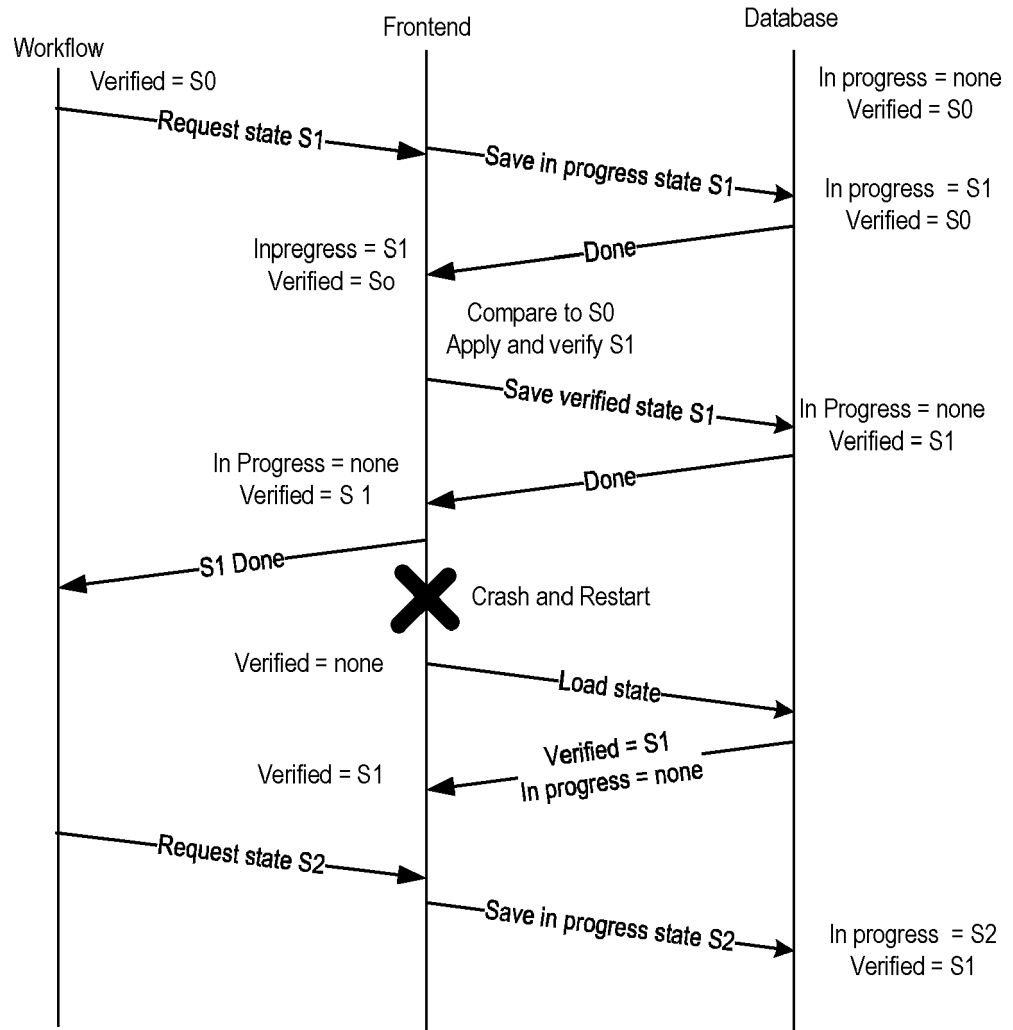 Workflow
Frontend
Database
Verified = S0
In progress = none
Verified = S0
Request state S1
Save in progress state S1
In progress  = S1
Verified = S0
Done
Inpregress = S1
Verified = So
Compare to S0
Apply and verify S1
Save verified state S1
In Progress = none
Verified = S1
Done
In Progress = none
Verified = S 1
S1 Done
Crash and Restart
Verified = none
Load state
Verified = S1
In progress = none
Verified = S1
Request state S2
Save in progress state S2
In progress  = S2
Verified = S1